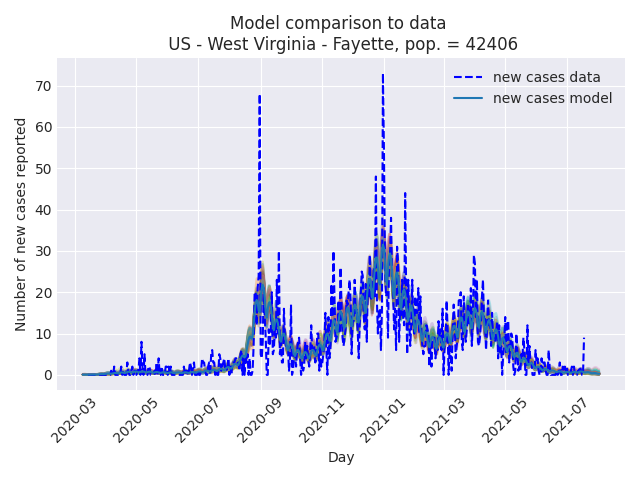 Model comparison to data
US - West Virginia - Fayette, pop. = 42406
new cases data
new cases model
Number of new cases reported
70
60
50
40
30
20
10
0
2020-03
2020-05
2020-07
2020-09
2020-11
2021-01
2021-03
2021-05
2021-07
Day